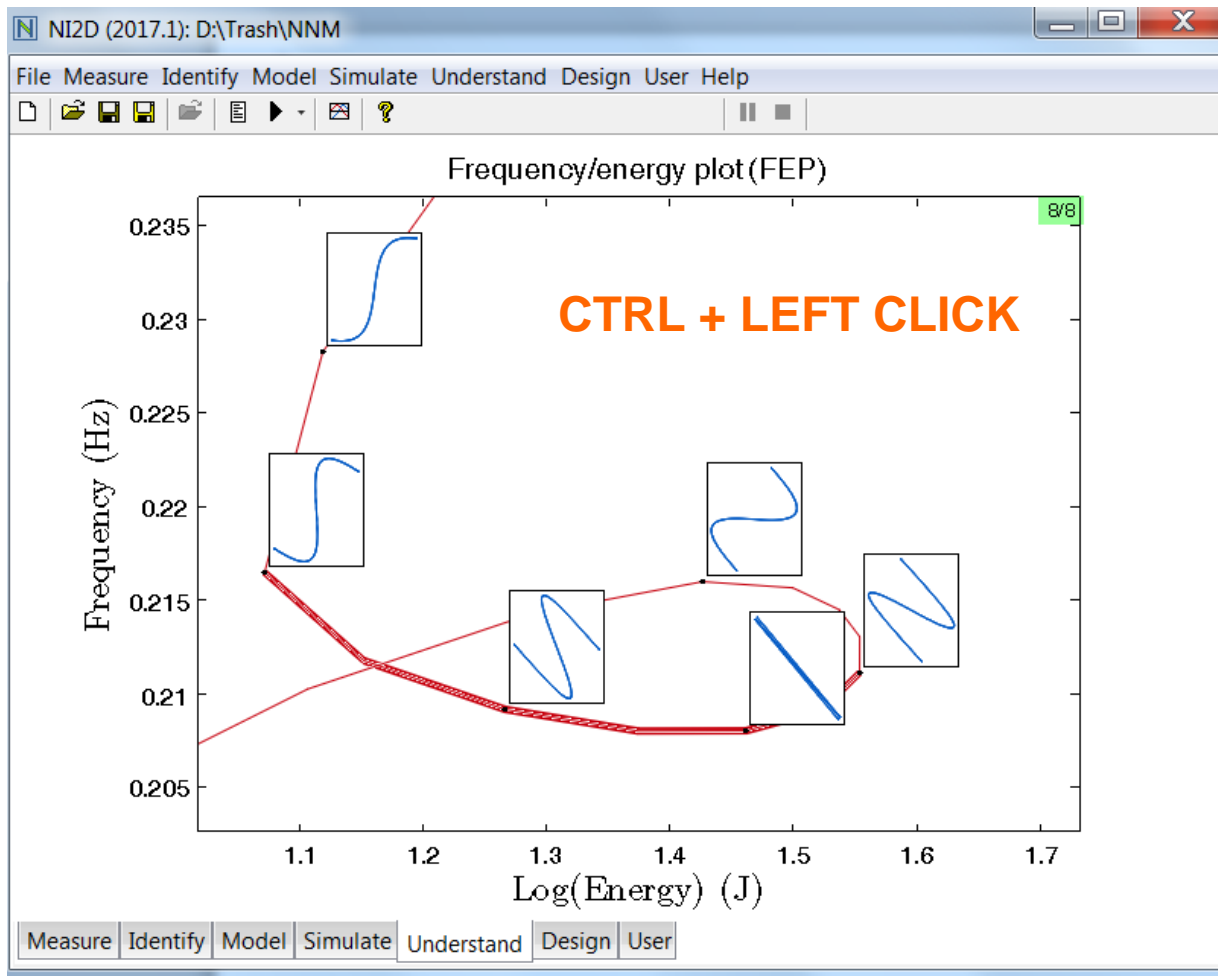 NI2D (2017.1): D:\Trash\NNM
File Measure Identify Model Simulate Understand Design User Help
Frequency/energy plot (FEP)
8/8
CTRL + LEFT CLICK
Frequency (Hz)
0.235
0.23
0.225
0.22
0.215
0.21
0.205
1.1 1.2 1.3 1.4 1.5 1.6 1.7
Log(Energy) (J)
Measure Identify Model Simulate Understand Design User